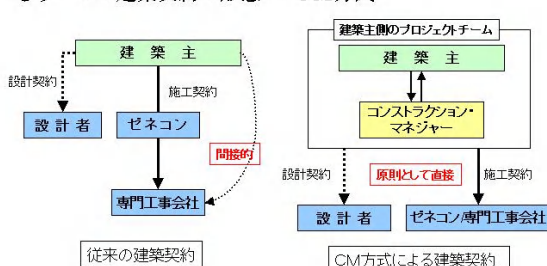 建築主
設計契約
施工契約
設計者
ゼネコン
間接的
専門工事会社
従来の建築契約
建築主側のプロジェクトチーム
建築主
コンストラクション・
マネジャー
設計契約
原則として直接
施工契約
設計者
ゼネコン/専門工事会社
CM方式による建築契約